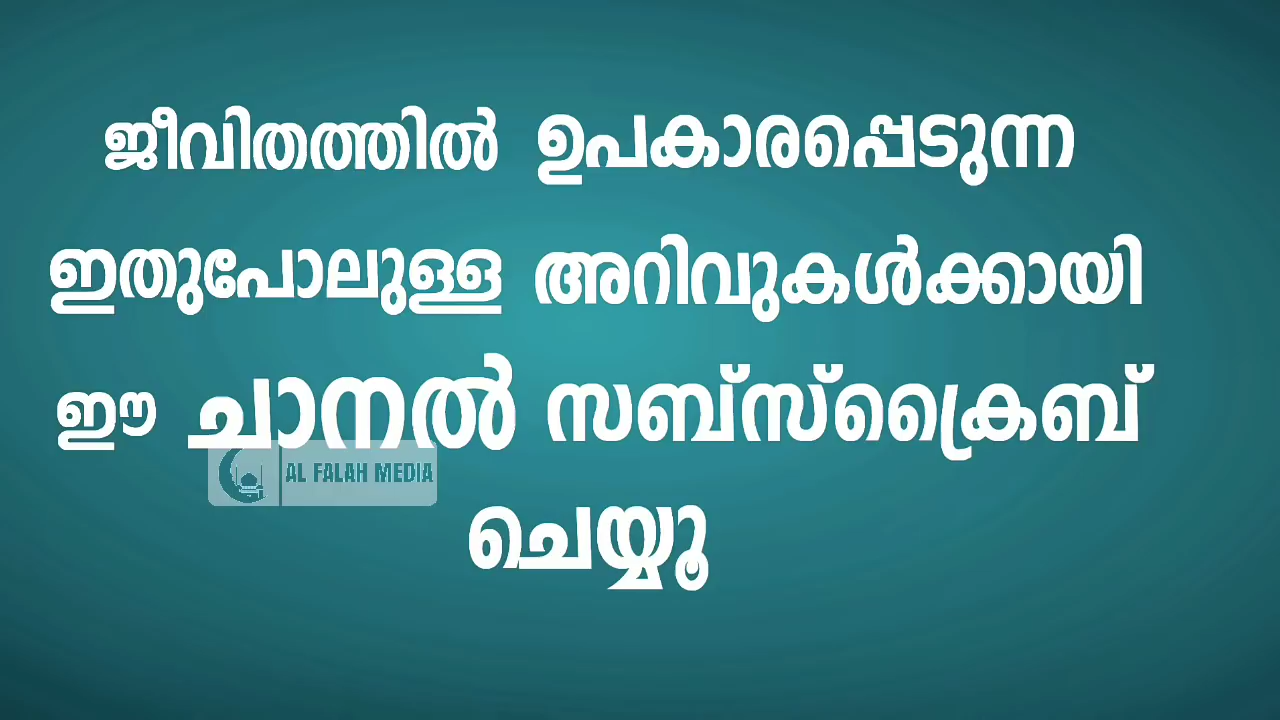 ജീവിതത്തിൽ ഉപകാരപ്പെടുന്ന
ഇതുപോലുള്ള അറിവുകൾക്കായി
ഈ ചാനൽ സബ്സ്ക്രൈബ്
AL FALAH MEDIA
ചെയ്യൂ